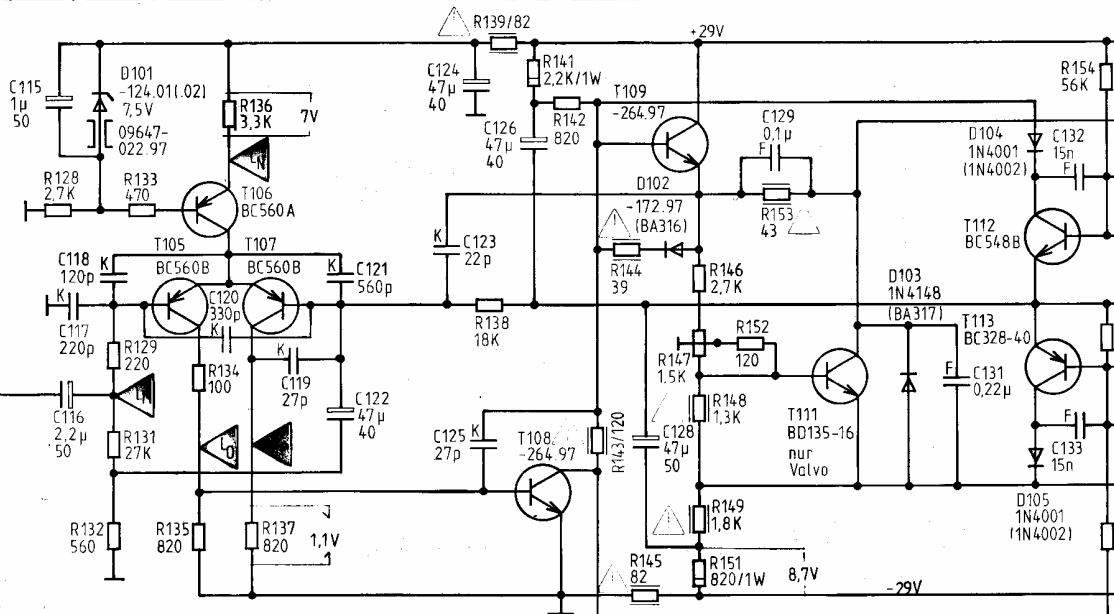 R139/82
+29V
C115
1µ
50
D101
-124.01(.02)
7,5V
09647-
022.97
R136
3,3K
7V
C124
47µ
40
R141
2,2K/1W
R142
820
C126
47µ
40
T109
-264.97
C129
0,1µ
F
R154
56K
D104
1N4001
(1N4002)
C132
15n
F
R128
2,7K
R133
470
T106
BC560A
D102
-172.97
(BA316)
R153
43
T112
BC548B
C118
120p
K
T105
BC560B
T107
BC560B
K
C121
560p
K
C123
22p
R144
39
R146
2,7K
D103
1N4148
(BA317)
K
C117
220p
C120
330p
K
R138
18K
R129
220
R134
100
K
C119
27p
R147
1,5K
R152
120
T113
BC328-40
F
C131
0,22µ
C116
2,2µ
50
R131
27K
LO
C122
47µ
40
C125
27p
K
T108
-264.97
R143/120
C128
47µ
50
R148
1,3K
T111
BD135-16
nur
Valvo
F
C133
15n
R132
560
R135
820
R137
820
1,1V
R149
1,8K
D105
1N4001
(1N4002)
R145
82
R151
820/1W
8,7V
-29V